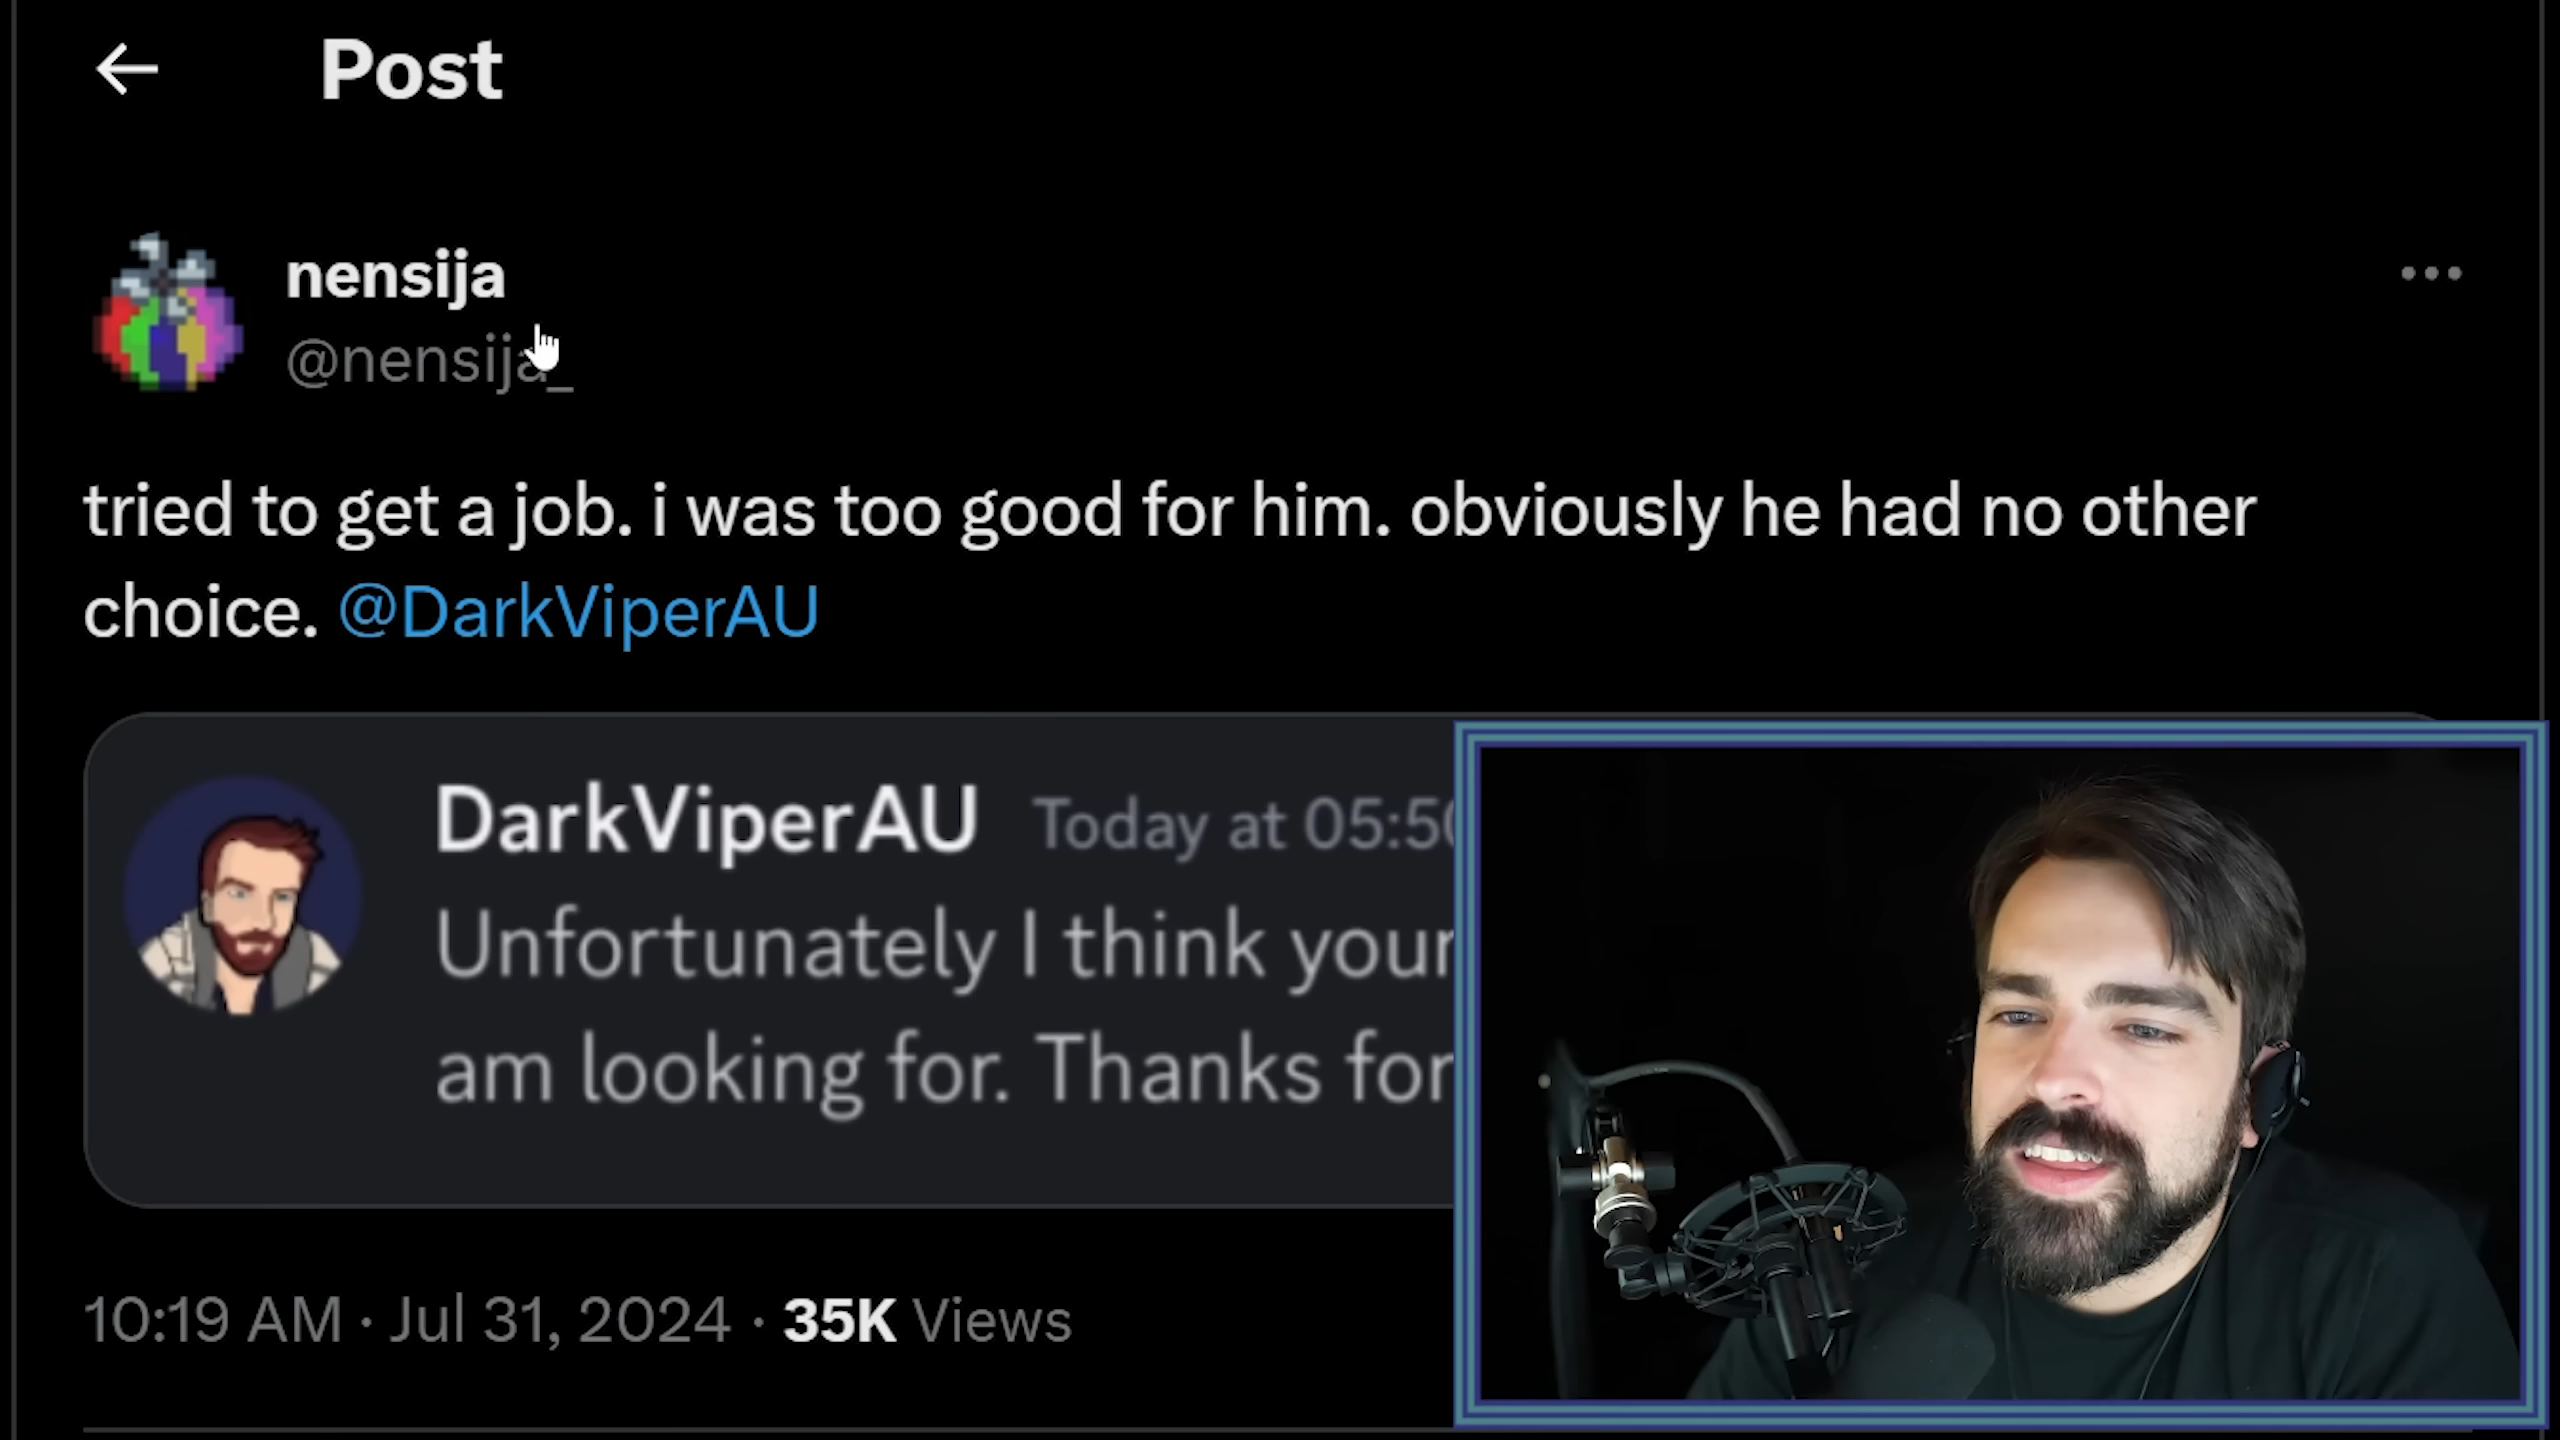 Post
nensija
@nensija_
tried to get a job. i was too good for him. obviously he had no other
choice. @DarkViperAU
DarkViperAU Today at 05:50
Unfortunately I think your
am looking for. Thanks for
10:19 AM · Jul 31, 2024 · 35K Views